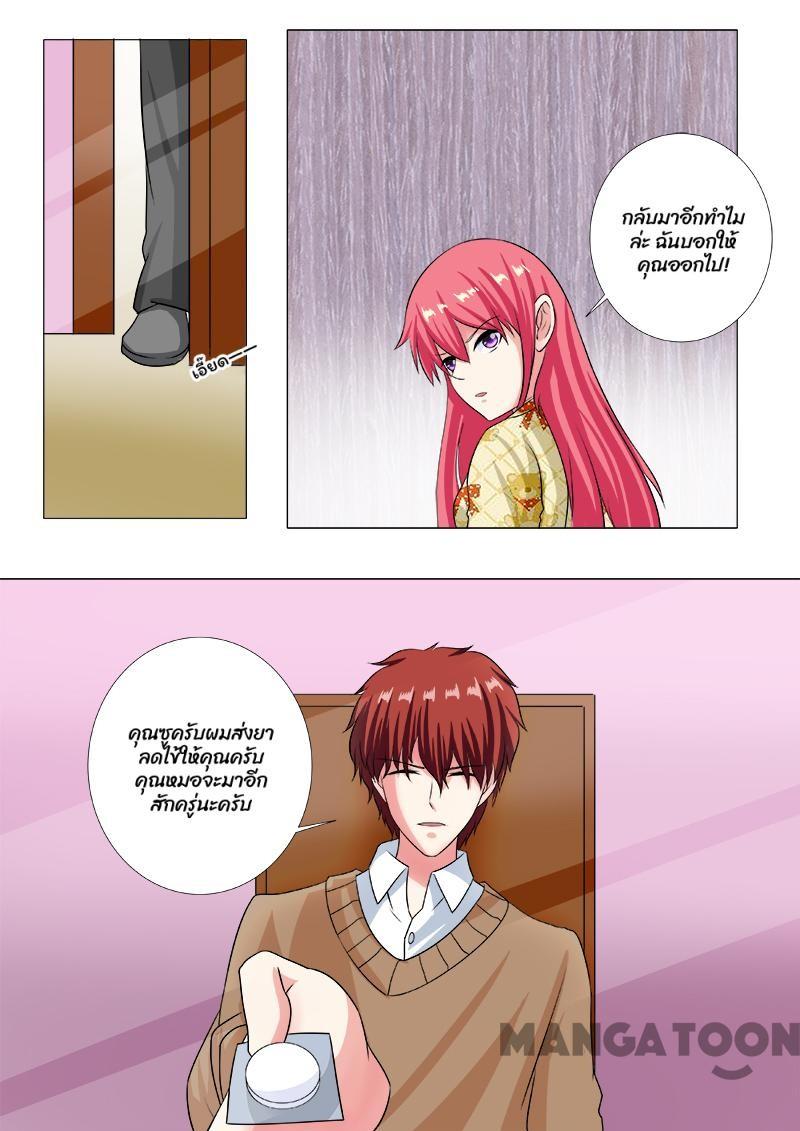 เอี๊ยด——
กลับมาอีกทำไม
ล่ะ ฉันบอกให้
คุณออกไป!
คุณซูครับผมส่งยา
ลดไข้ให้คุณครับ
คุณหมอจะมาอีก
สักครู่นะครับ
MANGATOON